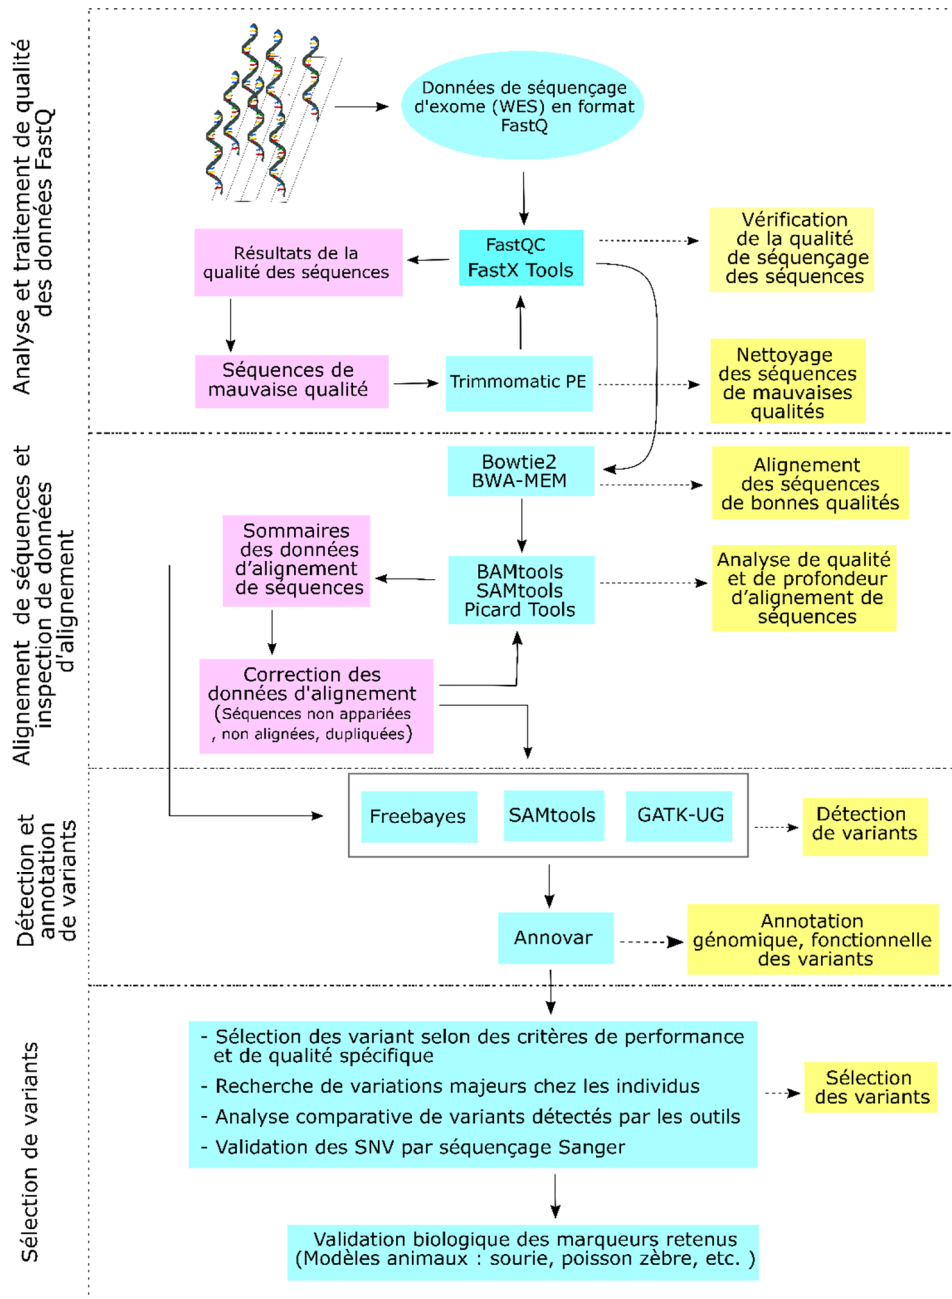 Analyse et traitement de qualité
des données FastQ
Données de séquençage
d'exome (WES) en format
FastQ
FastQC
FastX Tools
Vérification
de la qualité
de séquençage
des séquences
Résultats de la
qualité des séquences
Séquences de
mauvaise qualité
Trimmomatic PE
Nettoyage
des séquences
de mauvaises
qualités
Alignement de séquences et
inspection de données
d'alignement
Bowtie2
BWA-MEM
Alignement
des séquences
de bonnes qualités
Sommaires
des données
d'alignement
de séquences
BAMtools
SAMtools
Picard Tools
Analyse de qualité
et de profondeur
d'alignement de
séquences
Correction des
données d'alignement
(Séquences non appariées
, non alignées, dupliquées)
Détection et
annotation
de variants
Freebayes
SAMtools
GATK-UG
Détection
de variants
Annovar
Annotation
génomique, fonctionnelle
des variants
Sélection de variants
- Sélection des variant selon des critères de performance
et de qualité spécifique
- Recherche de variations majeurs chez les individus
- Analyse comparative de variants détectés par les outils
- Validation des SNV par séquençage Sanger
Sélection
des variants
Validation biologique des marqueurs retenus
(Modèles animaux : sourie, poisson zèbre, etc. )